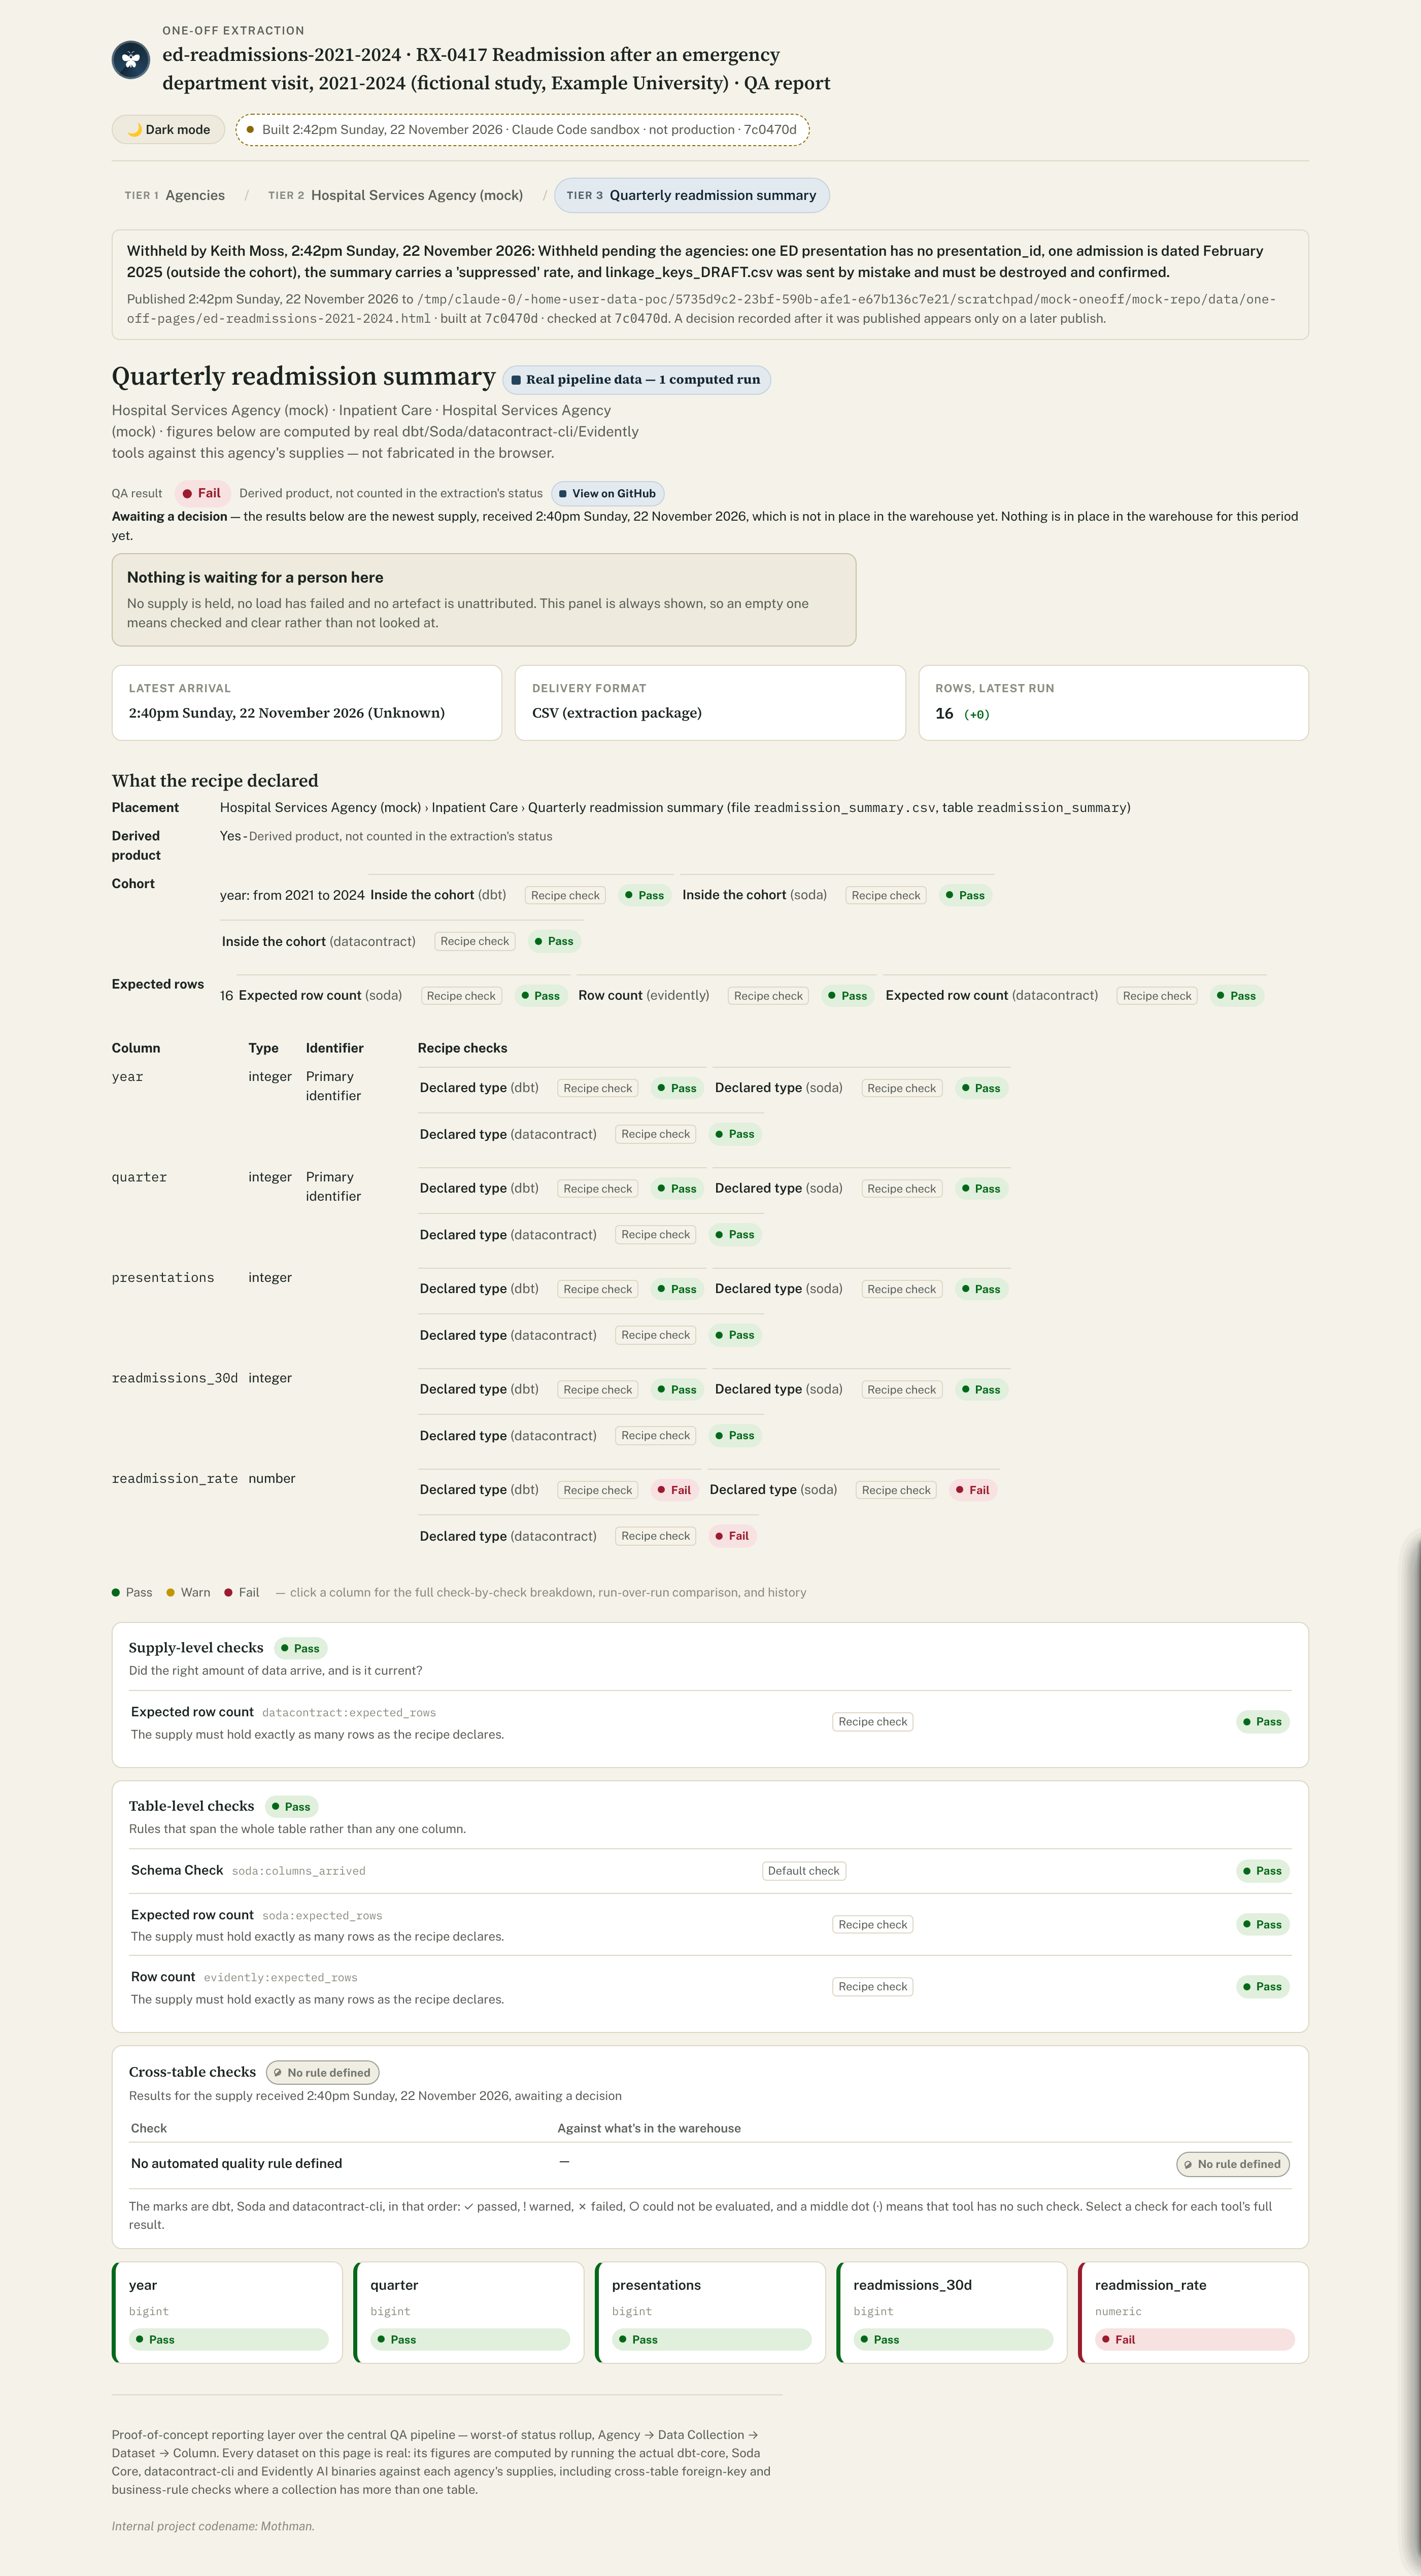 ONE-OFF EXTRACTION
ed-readmissions-2021-2024 · RX-0417 Readmission after an emergency
department visit, 2021-2024 (fictional study, Example University) · QA report
🌙 Dark mode
Built 2:42pm Sunday, 22 November 2026 · Claude Code sandbox · not production · 7c0470d
TIER 1 Agencies / TIER 2 Hospital Services Agency (mock) / TIER 3 Quarterly readmission summary
Withheld by Keith Moss, 2:42pm Sunday, 22 November 2026: Withheld pending the agencies: one ED presentation has no presentation_id, one admission is dated February
2025 (outside the cohort), the summary carries a 'suppressed' rate, and linkage_keys_DRAFT.csv was sent by mistake and must be destroyed and confirmed.
Published 2:42pm Sunday, 22 November 2026 to /tmp/claude-0/-home-user-data-poc/5735d9c2-23bf-590b-afe1-e67b136c7e21/scratchpad/mock-oneoff/mock-repo/data/one-
off-pages/ed-readmissions-2021-2024.html · built at 7c0470d · checked at 7c0470d. A decision recorded after it was published appears only on a later publish.
Quarterly readmission summary Real pipeline data — 1 computed run
Hospital Services Agency (mock) · Inpatient Care · Hospital Services Agency
(mock) · figures below are computed by real dbt/Soda/datacontract-cli/Evidently
tools against this agency's supplies — not fabricated in the browser.
QA result Fail Derived product, not counted in the extraction's status View on GitHub
Awaiting a decision — the results below are the newest supply, received 2:40pm Sunday, 22 November 2026, which is not in place in the warehouse yet. Nothing is in place in the warehouse for this period
yet.
Nothing is waiting for a person here
No supply is held, no load has failed and no artefact is unattributed. This panel is always shown, so an empty one
means checked and clear rather than not looked at.
LATEST ARRIVAL
2:40pm Sunday, 22 November 2026 (Unknown)
DELIVERY FORMAT
CSV (extraction package)
ROWS, LATEST RUN
16 (+0)
What the recipe declared
Placement Hospital Services Agency (mock) › Inpatient Care › Quarterly readmission summary (file readmission_summary.csv, table readmission_summary)
Derived product Yes - Derived product, not counted in the extraction's status
Cohort year: from 2021 to 2024 Inside the cohort (dbt) Recipe check Pass Inside the cohort (soda) Recipe check Pass
Inside the cohort (datacontract) Recipe check Pass
Expected rows 16 Expected row count (soda) Recipe check Pass Row count (evidently) Recipe check Pass Expected row count (datacontract) Recipe check Pass
Column Type Identifier Recipe checks
year integer Primary identifier Declared type (dbt) Recipe check Pass Declared type (soda) Recipe check Pass
Declared type (datacontract) Recipe check Pass
quarter integer Primary identifier Declared type (dbt) Recipe check Pass Declared type (soda) Recipe check Pass
Declared type (datacontract) Recipe check Pass
presentations integer Declared type (dbt) Recipe check Pass Declared type (soda) Recipe check Pass
Declared type (datacontract) Recipe check Pass
readmissions_30d integer Declared type (dbt) Recipe check Pass Declared type (soda) Recipe check Pass
Declared type (datacontract) Recipe check Pass
readmission_rate number Declared type (dbt) Recipe check Fail Declared type (soda) Recipe check Fail
Declared type (datacontract) Recipe check Fail
Pass Warn Fail — click a column for the full check-by-check breakdown, run-over-run comparison, and history
Supply-level checks Pass
Did the right amount of data arrive, and is it current?
Expected row count datacontract:expected_rows Recipe check Pass
The supply must hold exactly as many rows as the recipe declares.
Table-level checks Pass
Rules that span the whole table rather than any one column.
Schema Check soda:columns_arrived Default check Pass
Expected row count soda:expected_rows Recipe check Pass
The supply must hold exactly as many rows as the recipe declares.
Row count evidently:expected_rows Recipe check Pass
The supply must hold exactly as many rows as the recipe declares.
Cross-table checks No rule defined
Results for the supply received 2:40pm Sunday, 22 November 2026, awaiting a decision
Check Against what's in the warehouse
No automated quality rule defined — No rule defined
The marks are dbt, Soda and datacontract-cli, in that order: ✓ passed, ! warned, × failed, ○ could not be evaluated, and a middle dot (·) means that tool has no such check. Select a check for each tool's full
result.
year
bigint
Pass
quarter
bigint
Pass
presentations
bigint
Pass
readmissions_30d
bigint
Pass
readmission_rate
numeric
Fail
Proof-of-concept reporting layer over the central QA pipeline — worst-of status rollup, Agency → Data Collection →
Dataset → Column. Every dataset on this page is real: its figures are computed by running the actual dbt-core, Soda
Core, datacontract-cli and Evidently AI binaries against each agency's supplies, including cross-table foreign-key and
business-rule checks where a collection has more than one table.
Internal project codename: Mothman.